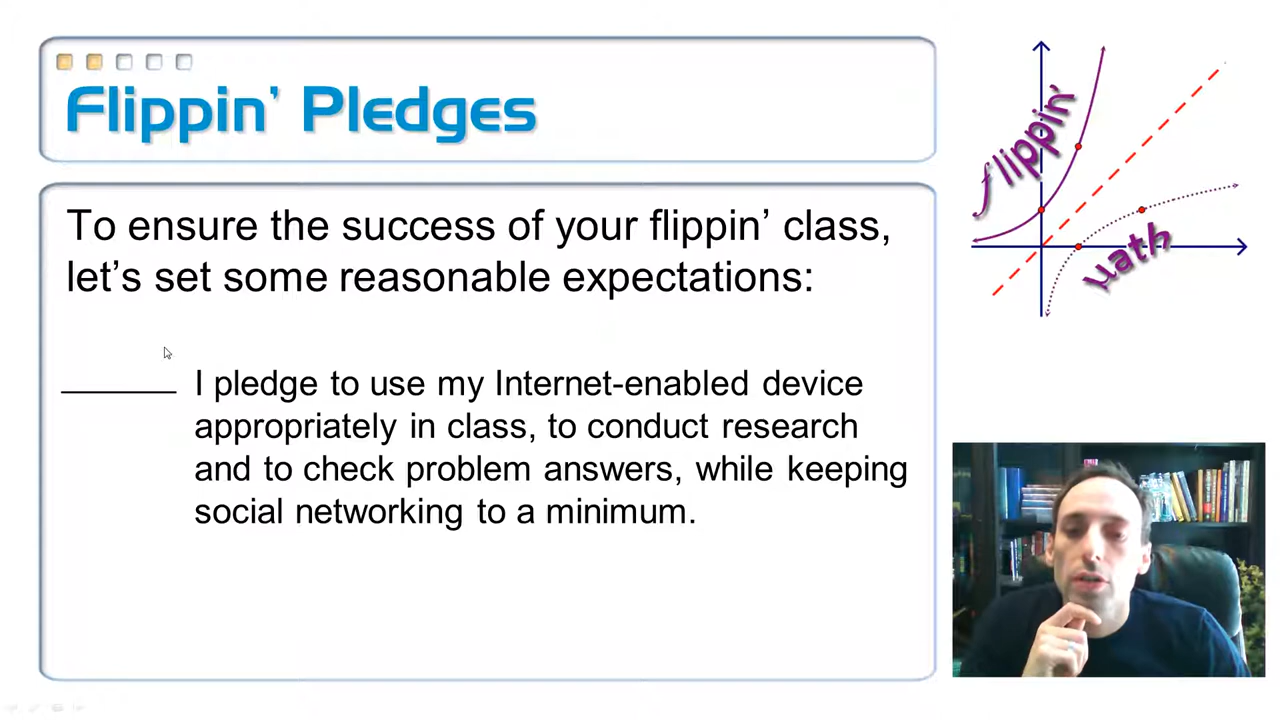 Flippin’ Pledges
To ensure the success of your flippin’ class,
let’s set some reasonable expectations:
I pledge to use my Internet-enabled device
appropriately in class, to conduct research
and to check problem answers, while keeping
social networking to a minimum.
flippin’
math